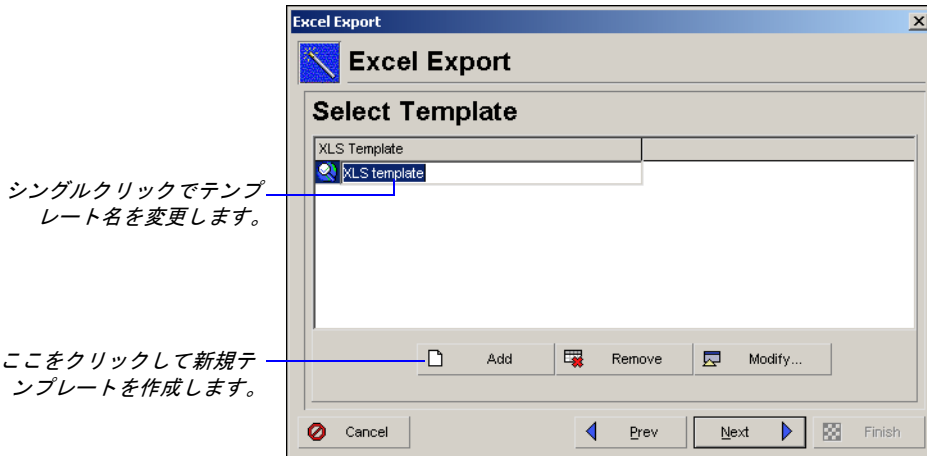 Excel Export
Excel Export
Select Template
XLS Template
XLS template
シングルクリックでテンプ
レート名を変更します。
ここをクリックして新規テ
ンプレートを作成します。
Add Remove Modify...
Cancel Prev Next Finish